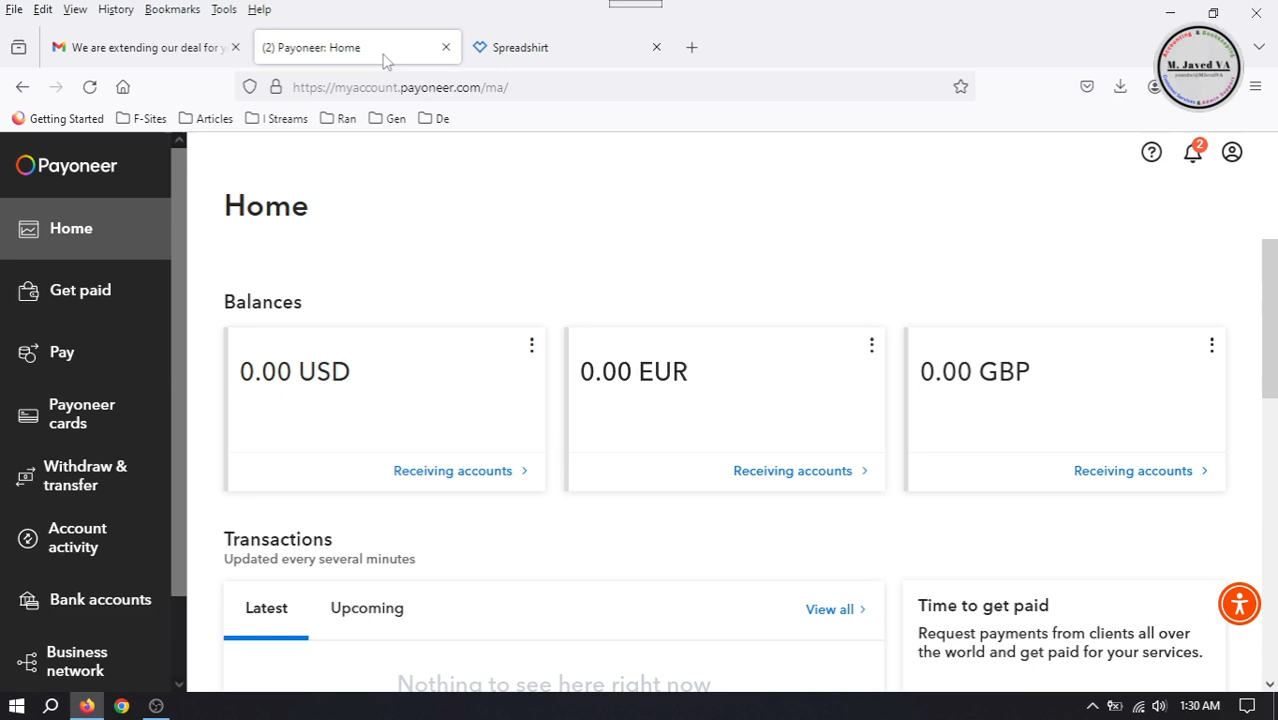 File Edit View History Bookmarks Tools Help
We are extending our deal for y
(2) Payoneer: Home
Spreadshirt
https://myaccount.payoneer.com/ma/
Getting Started F-Sites Articles I Streams Ran Gen De
Accounting & Bookkeeping
M. Javed VA
Payoneer
2
Home
Get paid
Pay
Payoneer
cards
Withdraw &
transfer
Account
activity
Bank accounts
Business
network
Home
Balances
0.00 USD
Receiving accounts
0.00 EUR
Receiving accounts
0.00 GBP
Receiving accounts
Transactions
Updated every several minutes
Latest Upcoming View all
Nothing to see here right now
Time to get paid
Request payments from clients all over
the world and get paid for your services.
1:30 AM